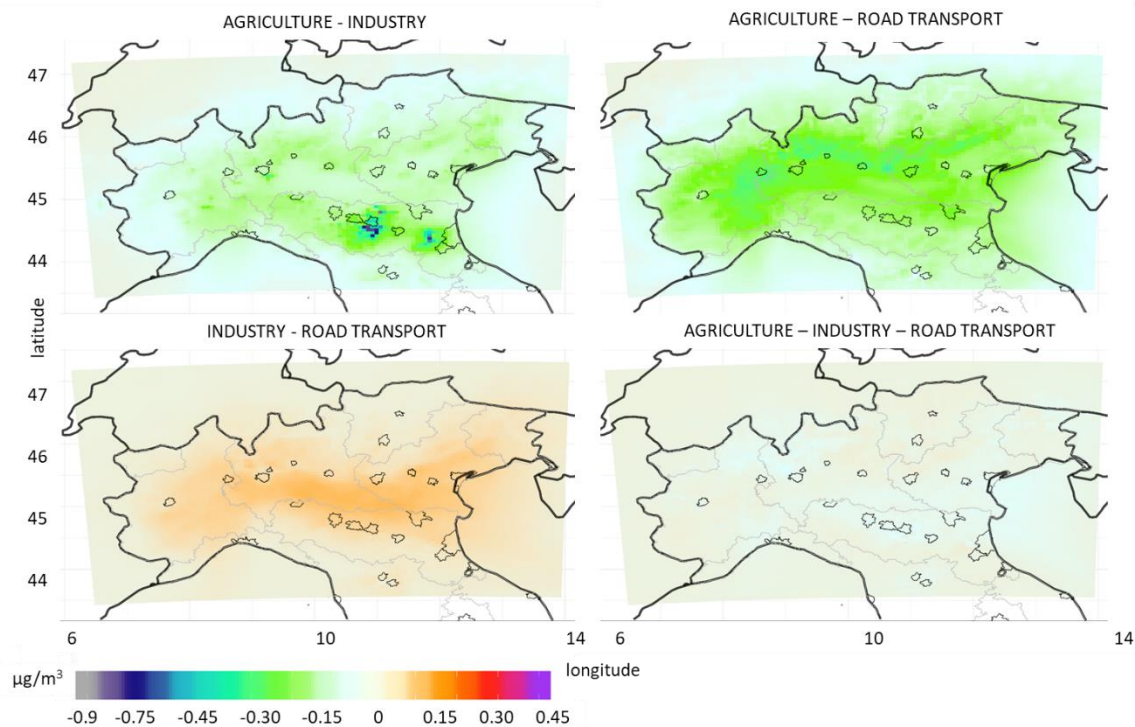 AGRICULTURE - INDUSTRY
AGRICULTURE – ROAD TRANSPORT
47
46
45
44
latitude
INDUSTRY - ROAD TRANSPORT
AGRICULTURE – INDUSTRY – ROAD TRANSPORT
47
46
45
44
6 10 14 6 10 14
longitude
µg/m³
-0.9 -0.75 -0.45 -0.30 -0.15 0 0.15 0.30 0.45